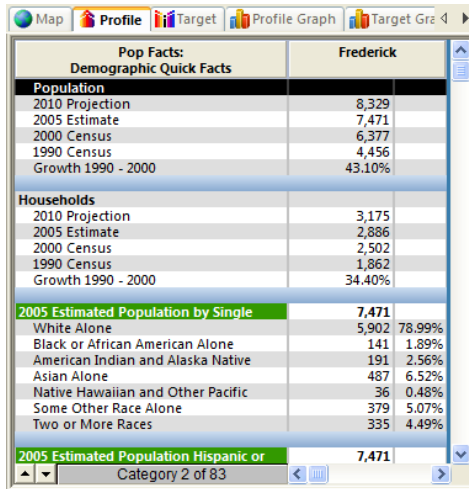 Map Profile Target Profile Graph Target Gra
Pop Facts: Frederick
Demographic Quick Facts
Population
2010 Projection 8,329
2005 Estimate 7,471
2000 Census 6,377
1990 Census 4,456
Growth 1990 - 2000 43.10%
Households
2010 Projection 3,175
2005 Estimate 2,886
2000 Census 2,502
1990 Census 1,862
Growth 1990 - 2000 34.40%
2005 Estimated Population by Single 7,471
White Alone 5,902 78.99%
Black or African American Alone 141 1.89%
American Indian and Alaska Native 191 2.56%
Asian Alone 487 6.52%
Native Hawaiian and Other Pacific 36 0.48%
Some Other Race Alone 379 5.07%
Two or More Races 335 4.49%
2005 Estimated Population Hispanic or 7,471
Category 2 of 83